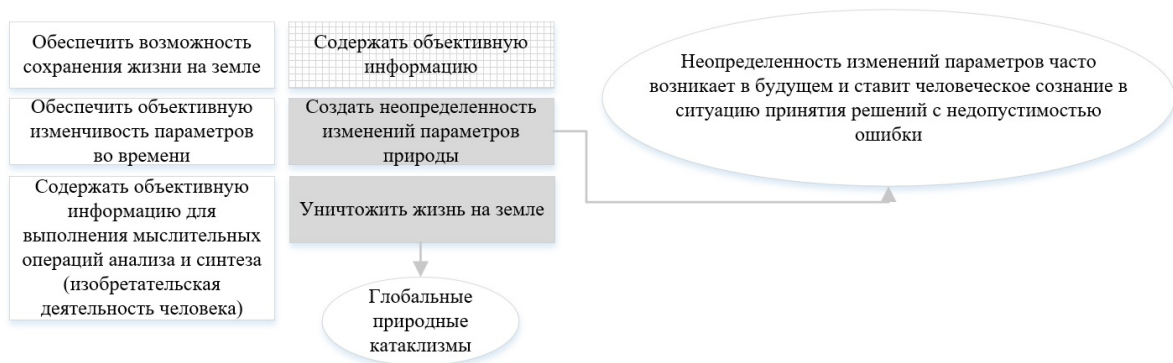 Обеспечить возможность
сохранения жизни на земле
Обеспечить объективную
изменчивость параметров
во времени
Содержать объективную
информацию для
выполнения мыслительных
операций анализа и синтеза
(изобретательская
деятельность человека)
Содержать объективную
информацию
Создать неопределенность
изменений параметров
природы
Уничтожить жизнь на земле
Глобальные
природные
катаклизмы
Неопределенность изменений параметров часто
возникает в будущем и ставит человеческое сознание в
ситуацию принятия решений с недопустимостью
ошибки